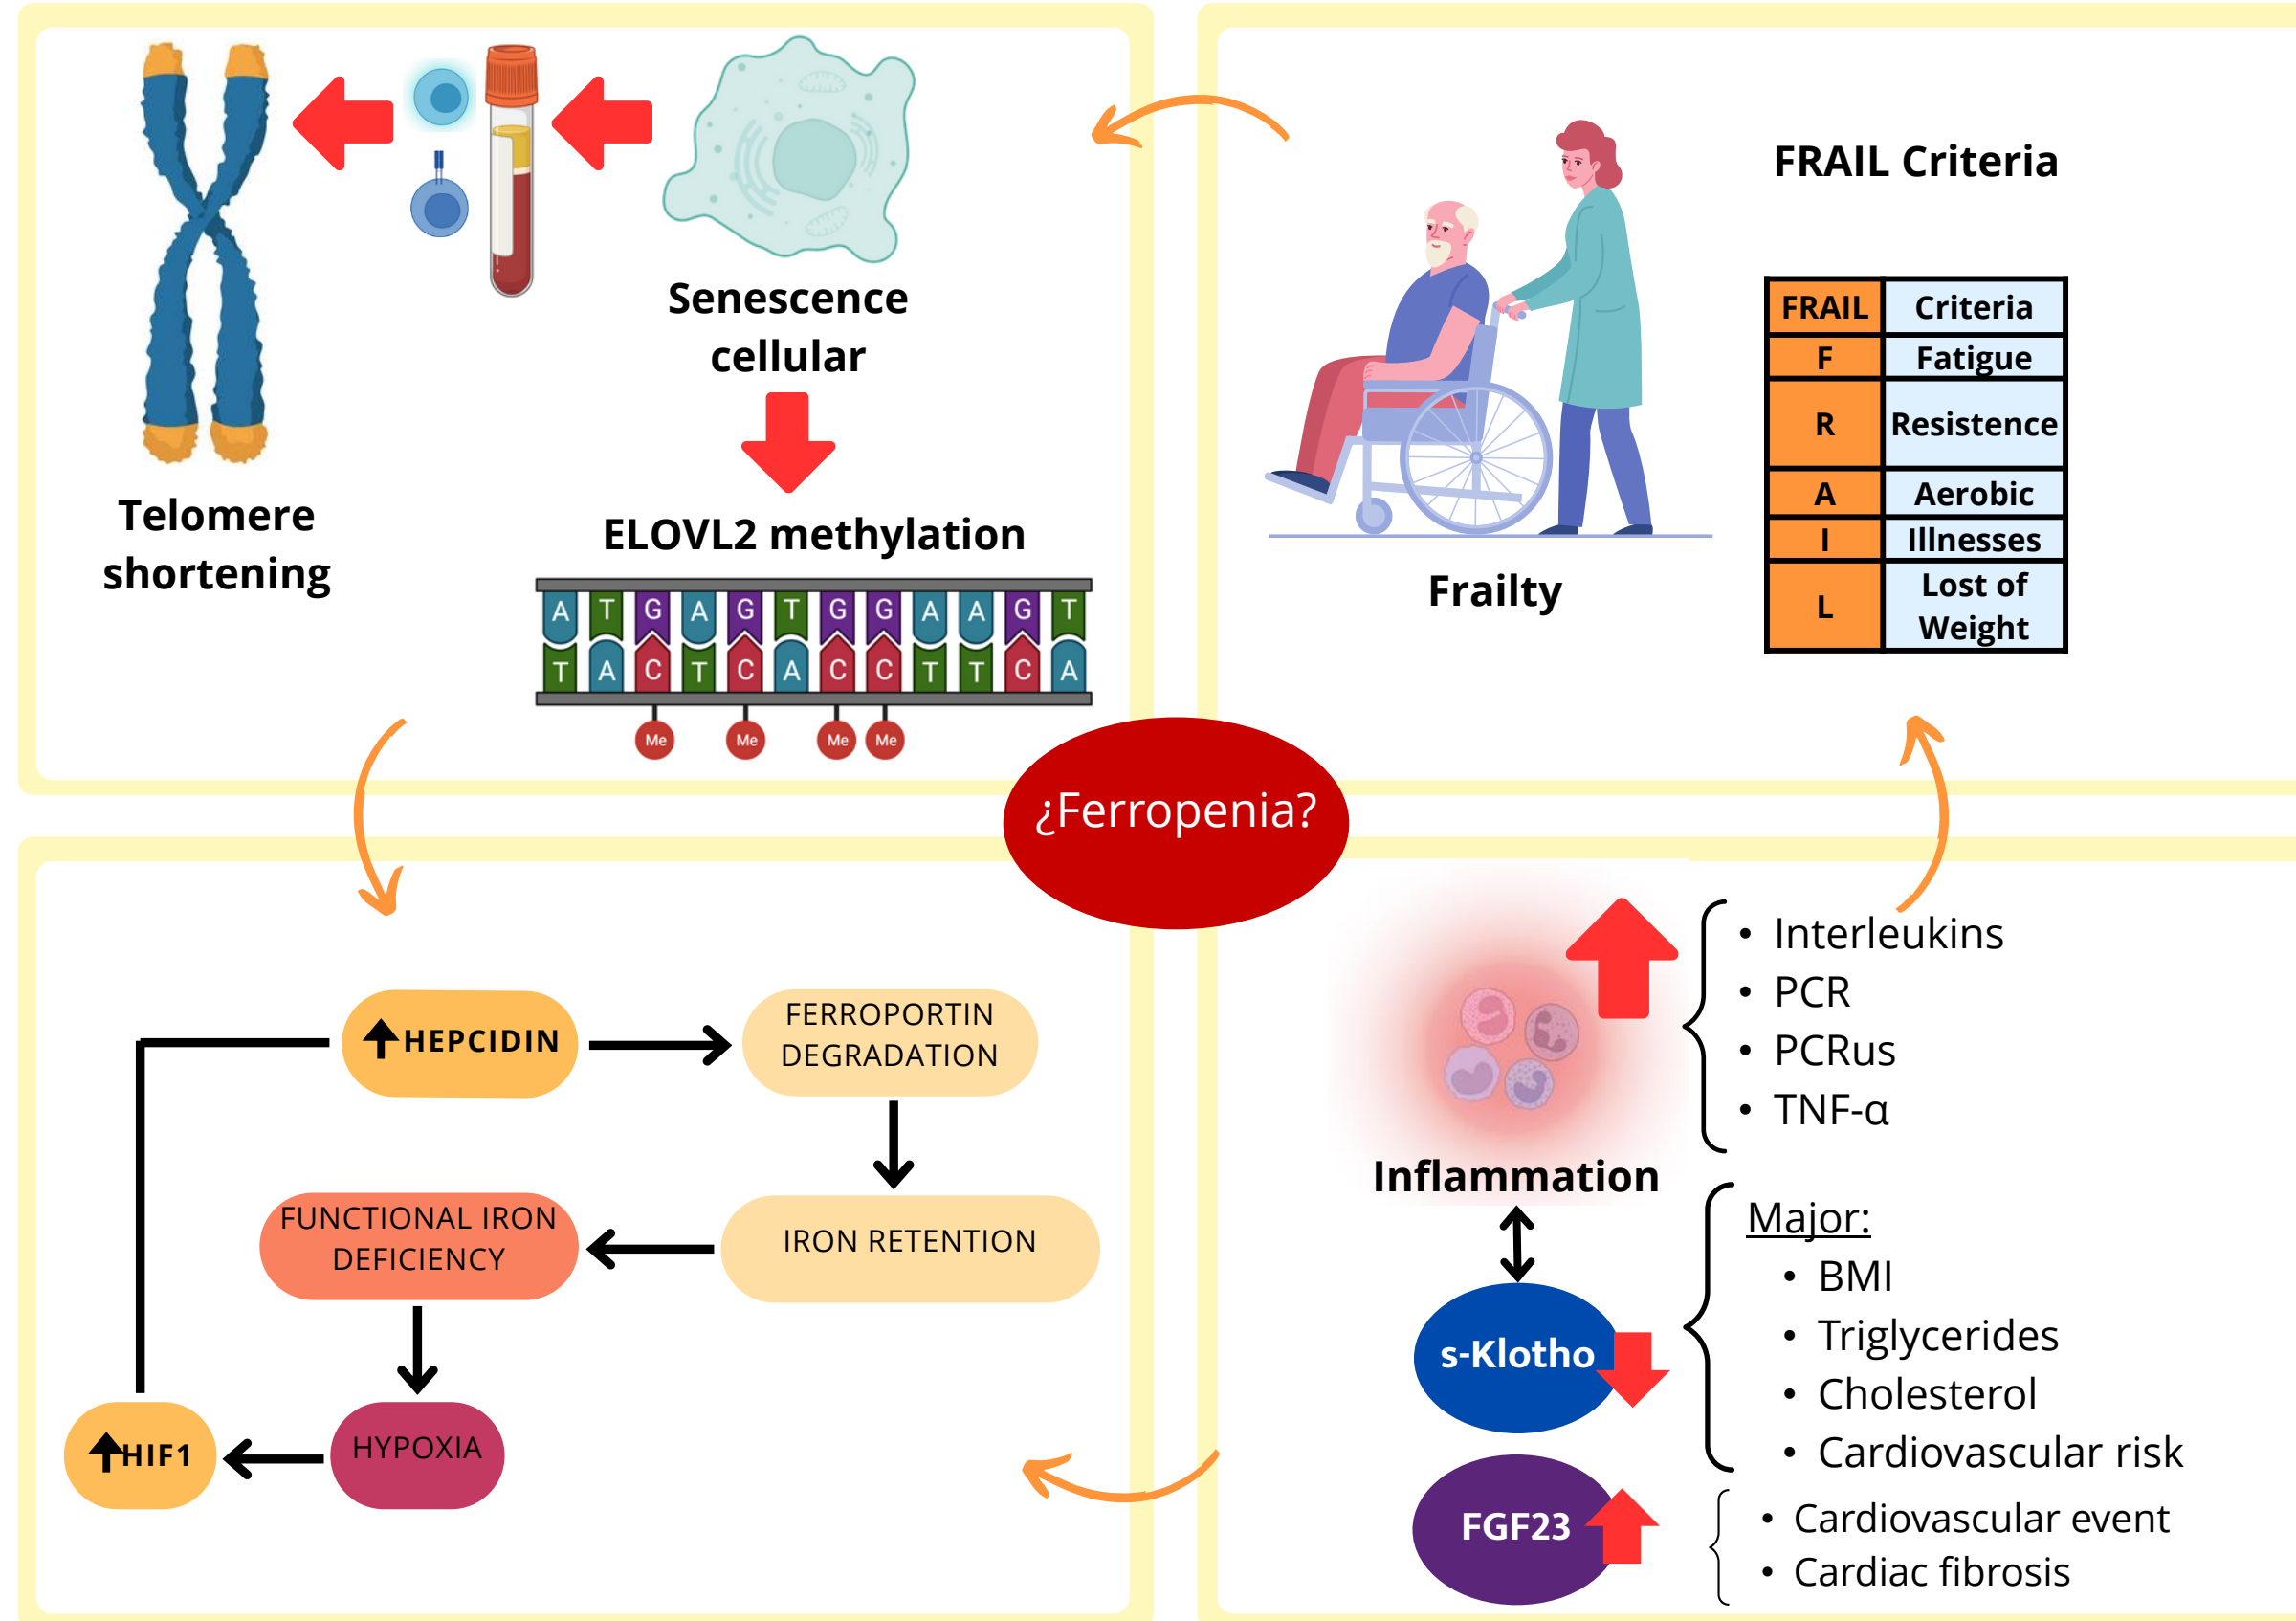 Senescence
cellular
Telomere
shortening
ELOVL2 methylation
A T G A G T G G A A G T
T A C T C A C C T T C A
Me Me Me Me
FRAIL Criteria
FRAIL Criteria
F Fatigue
R Resistence
A Aerobic
I Illnesses
L Lost of
Weight
Frailty
¿Ferropenia?
HEPCIDIN
FERROPORTIN
DEGRADATION
FUNCTIONAL IRON
DEFICIENCY
IRON RETENTION
HIF1
HYPOXIA
• Interleukins
• PCR
• PCRus
• TNF-α
Inflammation
Major:
• BMI
• Triglycerides
• Cholesterol
• Cardiovascular risk
s-Klotho
FGF23
• Cardiovascular event
• Cardiac fibrosis